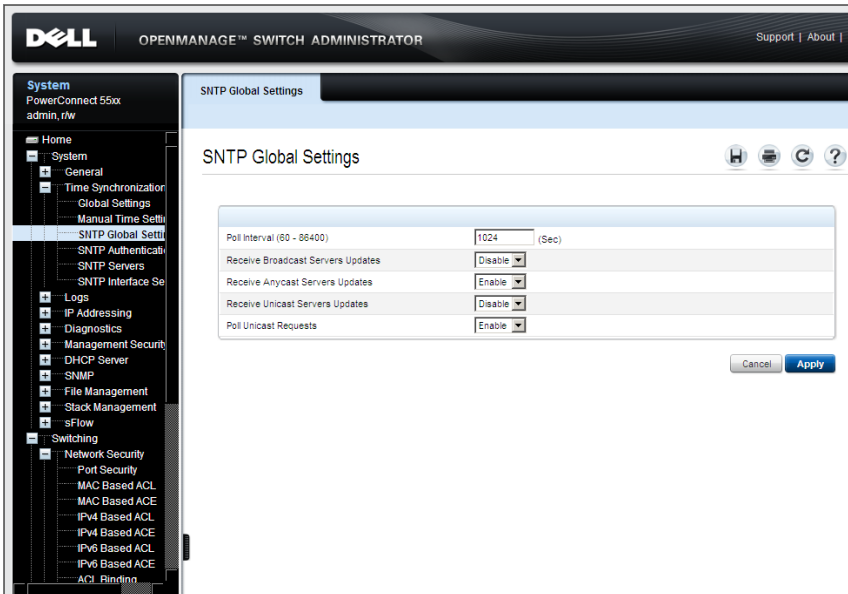 DELL
OPENMANAGE™ SWITCH ADMINISTRATOR
Support | About |
System
PowerConnect 55xx
admin, r/w
Home
System
General
Time Synchronization
Global Settings
Manual Time Settin
SNTP Global Settin
SNTP Authenticati
SNTP Servers
SNTP Interface Se
Logs
IP Addressing
Diagnostics
Management Security
DHCP Server
SNMP
File Management
Stack Management
sFlow
Switching
Network Security
Port Security
MAC Based ACL
MAC Based ACE
IPv4 Based ACL
IPv4 Based ACE
IPv6 Based ACL
IPv6 Based ACE
ACL Binding
SNTP Global Settings
SNTP Global Settings
?
Poll Interval (60 - 86400) 1024 (Sec)
Receive Broadcast Servers Updates Disable
Receive Anycast Servers Updates Enable
Receive Unicast Servers Updates Disable
Poll Unicast Requests Enable
Cancel Apply